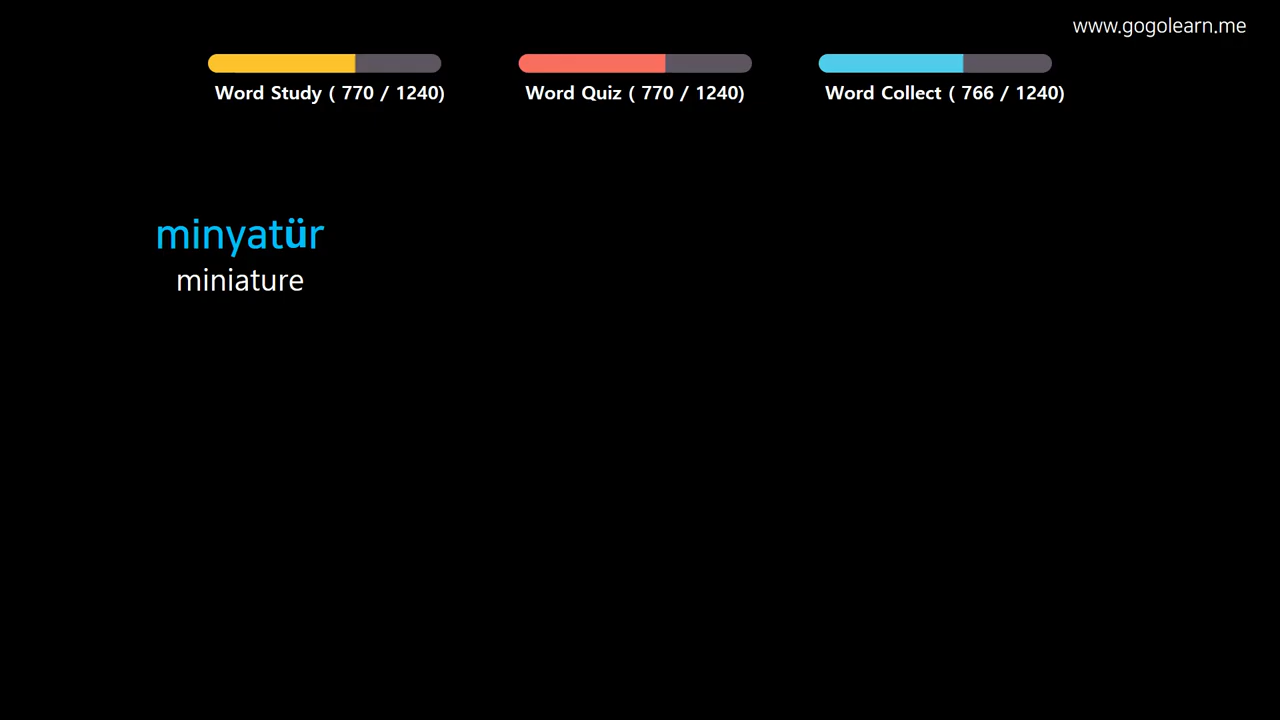 www.gogolearn.me
Word Study ( 770 / 1240)
Word Quiz ( 770 / 1240)
Word Collect ( 766 / 1240)
minyatür
miniature